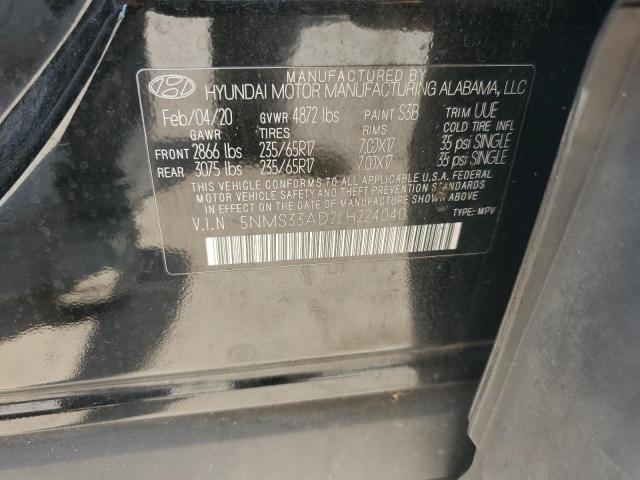 MANUFACTURED BY
HYUNDAI MOTOR MANUFACTURING ALABAMA, LLC
Feb/04/20 GVWR 4872 lbs PAINT S3B TRIM UUE
GAWR TIRES RIMS COLD TIRE INFL
FRONT 2866 lbs 235/65R17 7.0JX17 35 psi SINGLE
REAR 3075 lbs 235/65R17 7.0JX17 35 psi SINGLE
THIS VEHICLE CONFORMS TO ALL APPLICABLE U.S.A. FEDERAL
MOTOR VEHICLE SAFETY AND THEFT PREVENTION STANDARDS
IN EFFECT ON THE DATE OF MANUFACTURE SHOWN ABOVE.
V.I.N 5NMS33AD2LH224040 TYPE: MPV